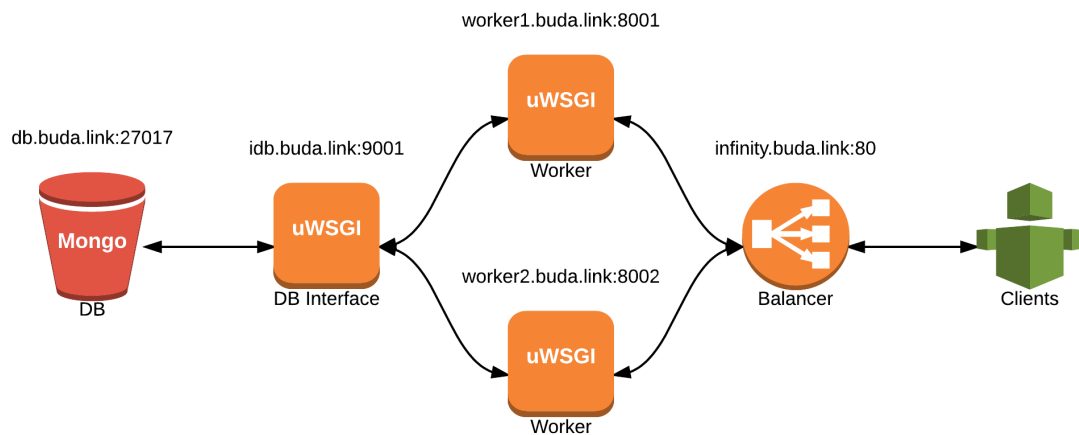 worker1.buda.link:8001
uWSGI
Worker
db.buda.link:27017
Mongo
DB
idb.buda.link:9001
uWSGI
DB Interface
infinity.buda.link:80
Balancer
Clients
worker2.buda.link:8002
uWSGI
Worker